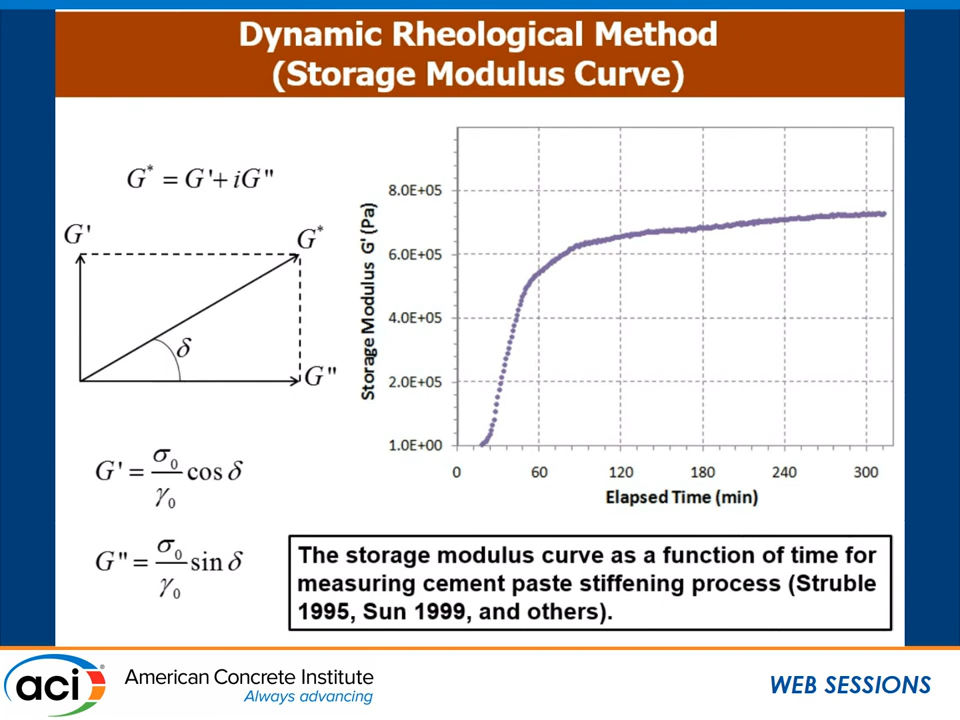 Dynamic Rheological Method
(Storage Modulus Curve)
G* = G'+ iG"
G'
G*
δ
G"
G' = σ₀/γ₀ cos δ
G" = σ₀/γ₀ sin δ
Storage Modulus G' (Pa)
8.0E+05
6.0E+05
4.0E+05
2.0E+05
1.0E+00
0 60 120 180 240 300
Elapsed Time (min)
The storage modulus curve as a function of time for
measuring cement paste stiffening process (Struble
1995, Sun 1999, and others).
aci®
American Concrete Institute
Always advancing
WEB SESSIONS